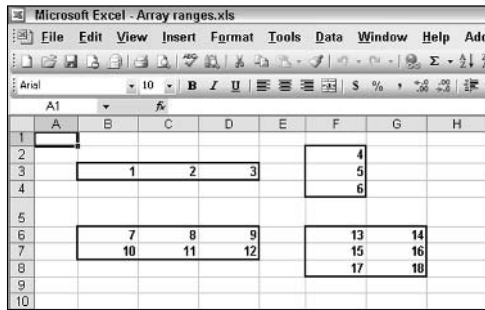 Microsoft Excel - Array ranges.xls
File Edit View Insert Format Tools Data Window Help
Arial 10 B I U $ % ,
A1 fx
A B C D E F G H
1
2 4
3 1 2 3 5
4 6
5
6 7 8 9 13 14
7 10 11 12 15 16
8 17 18
9
10